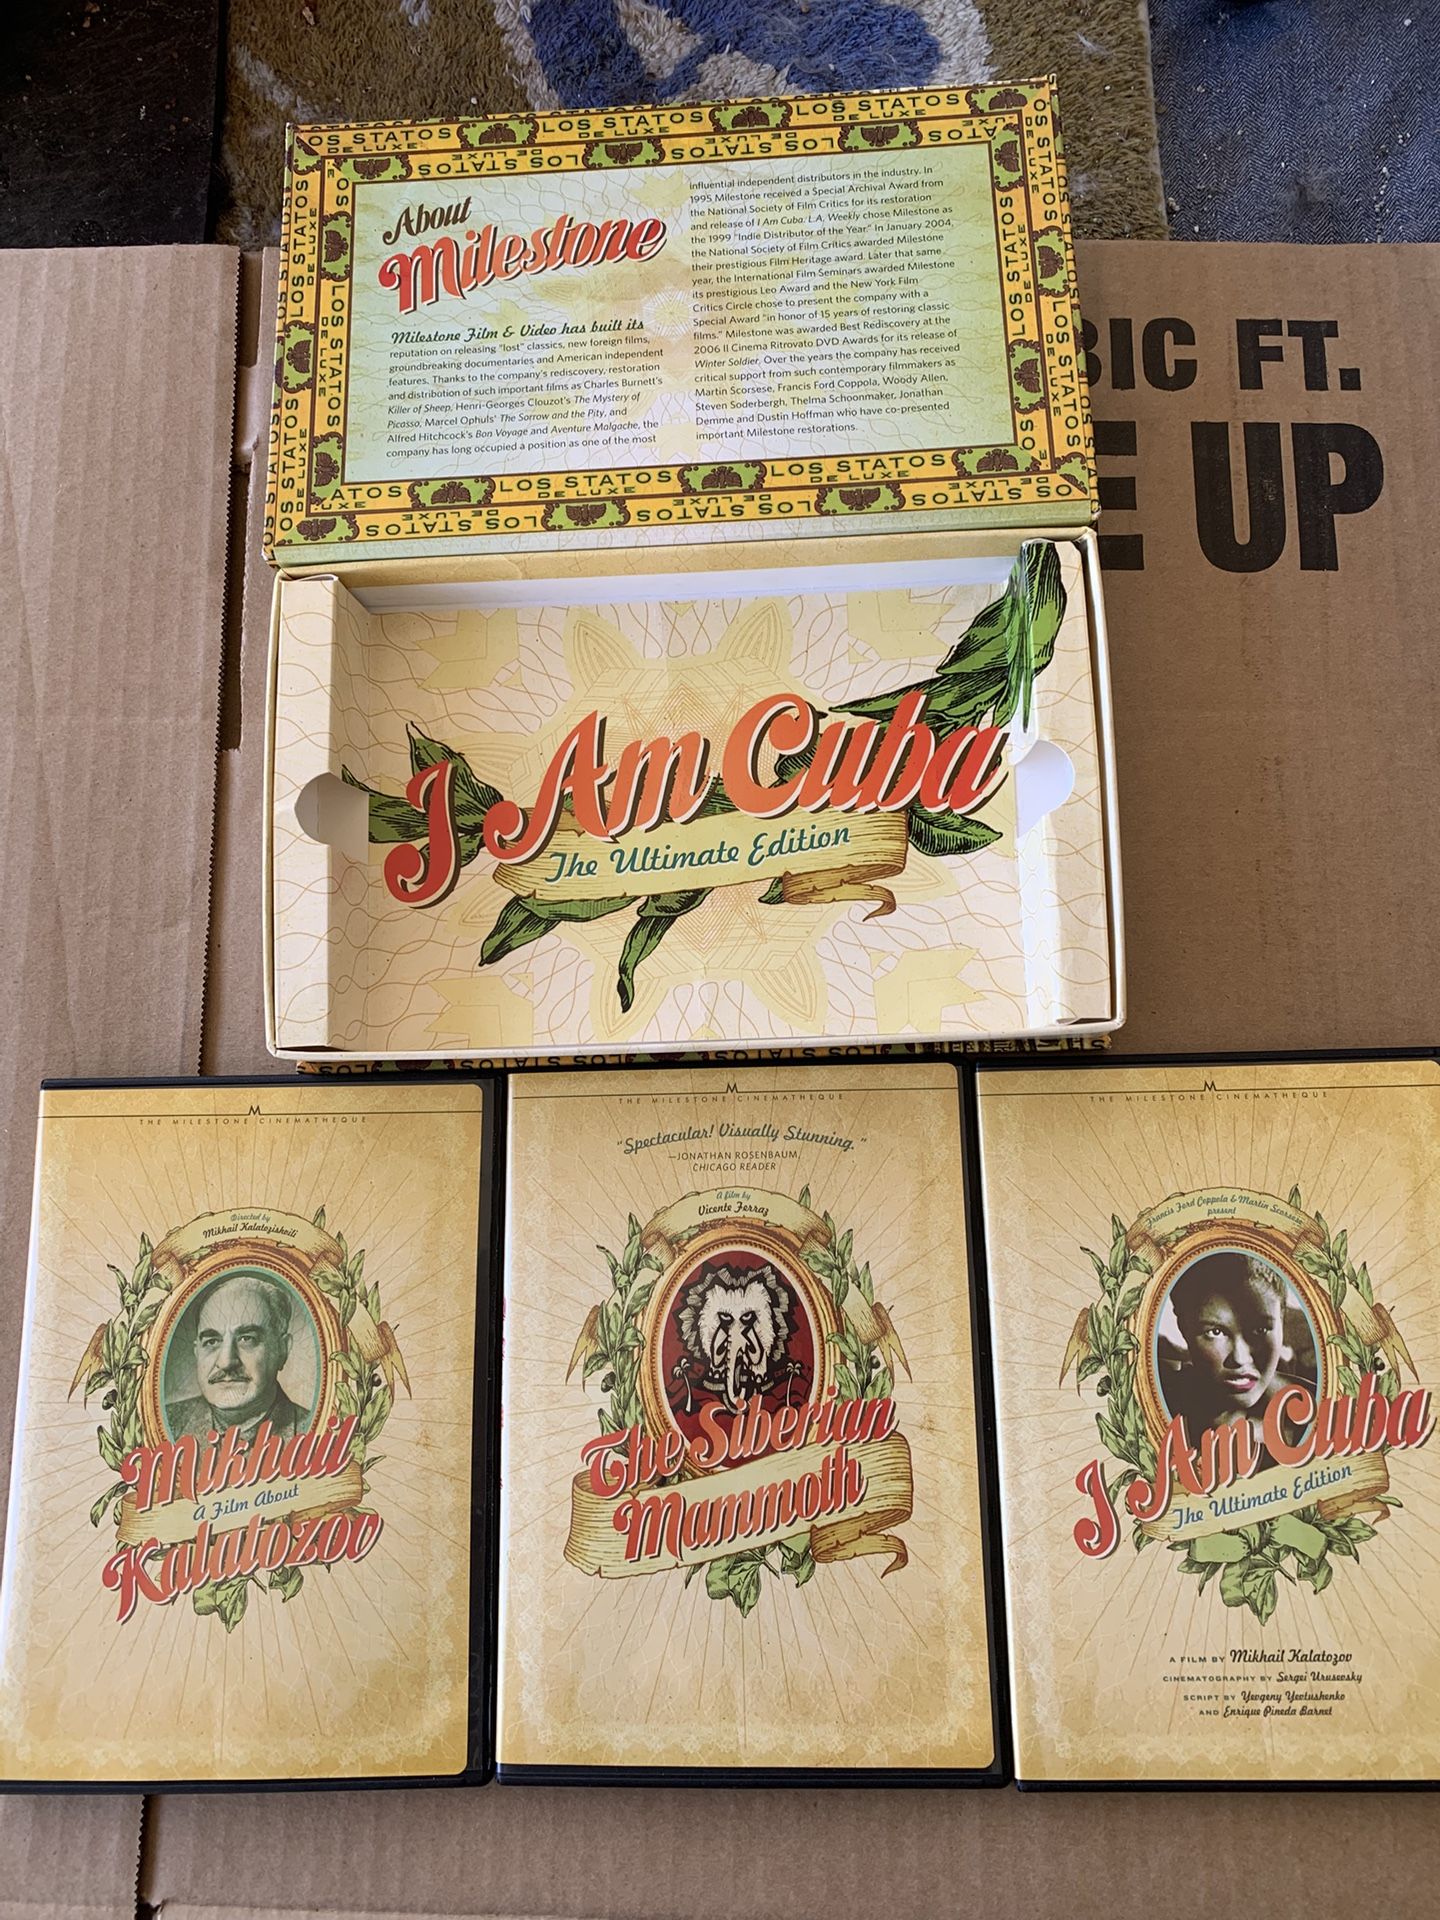 LOS STATOS
DE LUXE
LOS STATOS
DE LUXE
About
Milestone
Milestone Film & Video has built its
reputation on releasing "lost" classics, new foreign films,
groundbreaking documentaries and American independent
features. Thanks to the company's rediscovery, restoration
and distribution of such important films as Charles Burnett's
Killer of Sheep, Henri-Georges Clouzot's The Mystery of
Picasso, Marcel Ophuls' The Sorrow and the Pity, and
Alfred Hitchcock's Bon Voyage and Aventure Malgache, the
company has long occupied a position as one of the most
influential independent distributors in the industry. In
1995 Milestone received a Special Archival Award from
the National Society of Film Critics for its restoration
and release of I Am Cuba. L.A. Weekly chose Milestone as
the 1999 "Indie Distributor of the Year." In January 2004,
the National Society of Film Critics awarded Milestone
their prestigious Film Heritage award. Later that same
year, the International Film Seminars awarded Milestone
its prestigious Leo Award and the New York Film
Critics Circle chose to present the company with a
Special Award "in honor of 15 years of restoring classic
films." Milestone was awarded Best Rediscovery at the
2006 Il Cinema Ritrovato DVD Awards for its release of
Winter Soldier. Over the years the company has received
critical support from such contemporary filmmakers as
Martin Scorsese, Francis Ford Coppola, Woody Allen,
Steven Soderbergh, Thelma Schoonmaker, Jonathan
Demme and Dustin Hoffman who have co-presented
important Milestone restorations.
LOS STATOS
DE LUXE
LOS STATOS
DE LUXE
BIC FT.
E UP
I Am Cuba
The Ultimate Edition
M
THE MILESTONE CINEMATHEQUE
Directed by
Mikhail Kalatozishvili
Mikhail
A Film About
Kalatozov
M
THE MILESTONE CINEMATHEQUE
"Spectacular! Visually Stunning."
—JONATHAN ROSENBAUM,
CHICAGO READER
A film by
Vicente Ferraz
The Siberian
Mammoth
M
THE MILESTONE CINEMATHEQUE
Francis Ford Coppola & Martin Scorsese
present
I Am Cuba
The Ultimate Edition
A FILM BY Mikhail Kalatozov
CINEMATOGRAPHY BY Sergei Urusevsky
SCRIPT BY Yevgeny Yevtushenko
AND Enrique Pineda Barnet